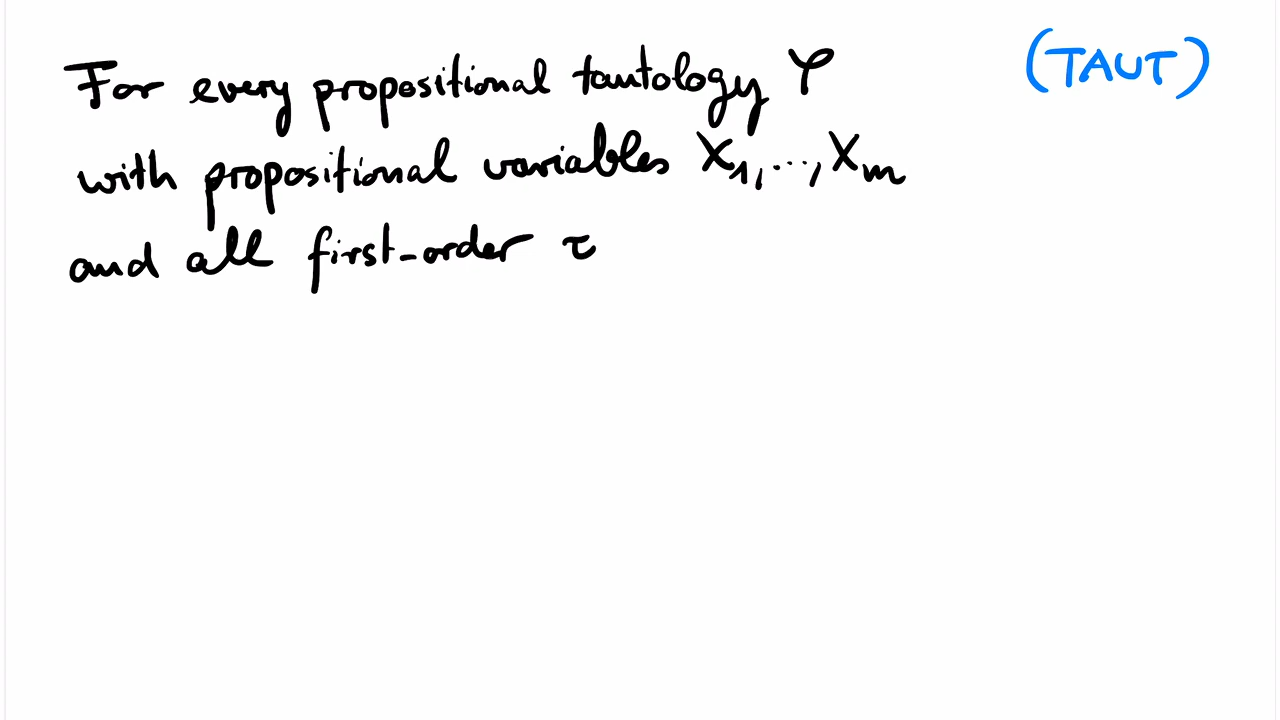 For every propositional tautology φ (TAUT)
with propositional variables X₁, ..., Xₘ
and all first-order τ